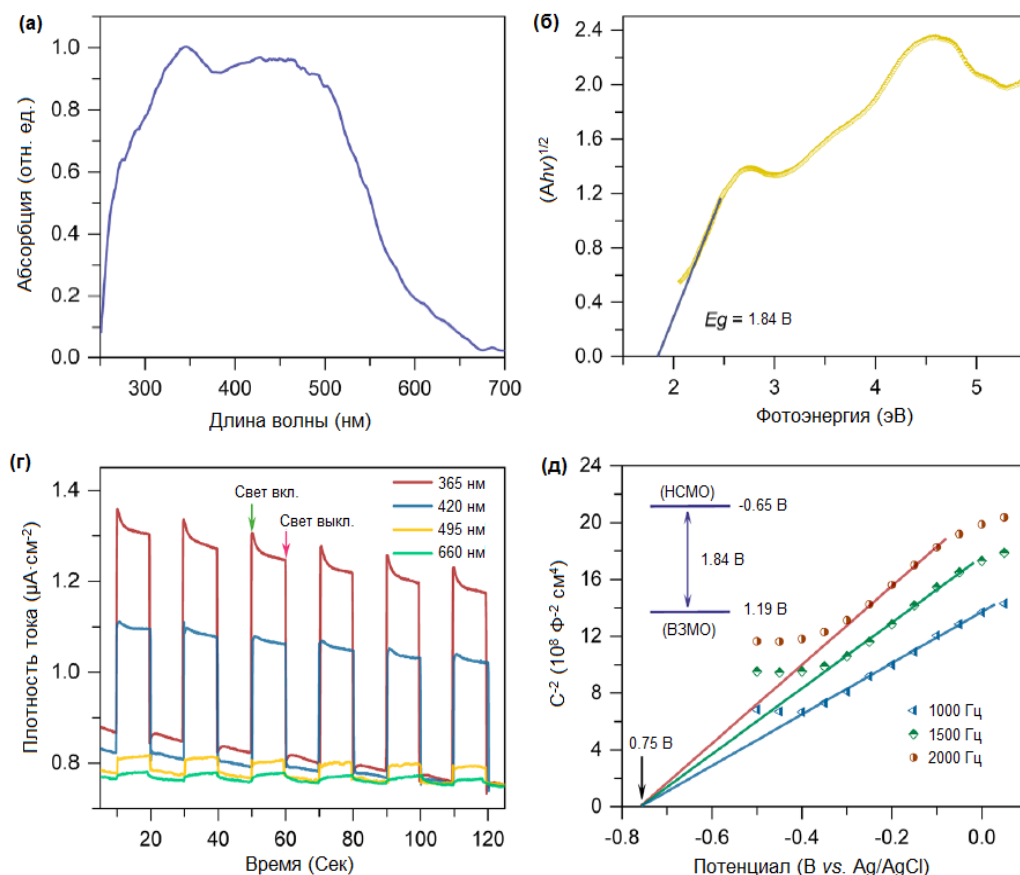 (а)
Абсорбция (отн. ед.)
1.0
0.8
0.6
0.4
0.2
0.0
300 400 500 600 700
Длина волны (нм)
(б)
(Ahν)1/2
2.4
2.0
1.6
1.2
0.8
2.4
0.0
Eg = 1.84 В
2 3 4 5
Фотоэнергия (эВ)
(г)
Плотность тока (µА·см-2)
1.4
1.2
1.0
0.8
Свет вкл.
Свет выкл.
365 нм
420 нм
495 нм
660 нм
20 40 60 80 100 120
Время (Сек)
(д)
C-2 (108 Ф-2 см4)
24
20
16
12
8
4
0
(НСМО)
-0.65 В
1.84 В
1.19 В
(ВЗМО)
0.75 В
1000 Гц
1500 Гц
2000 Гц
-0.8 -0.6 -0.4 -0.2 0.0
Потенциал (В vs. Ag/AgCl)